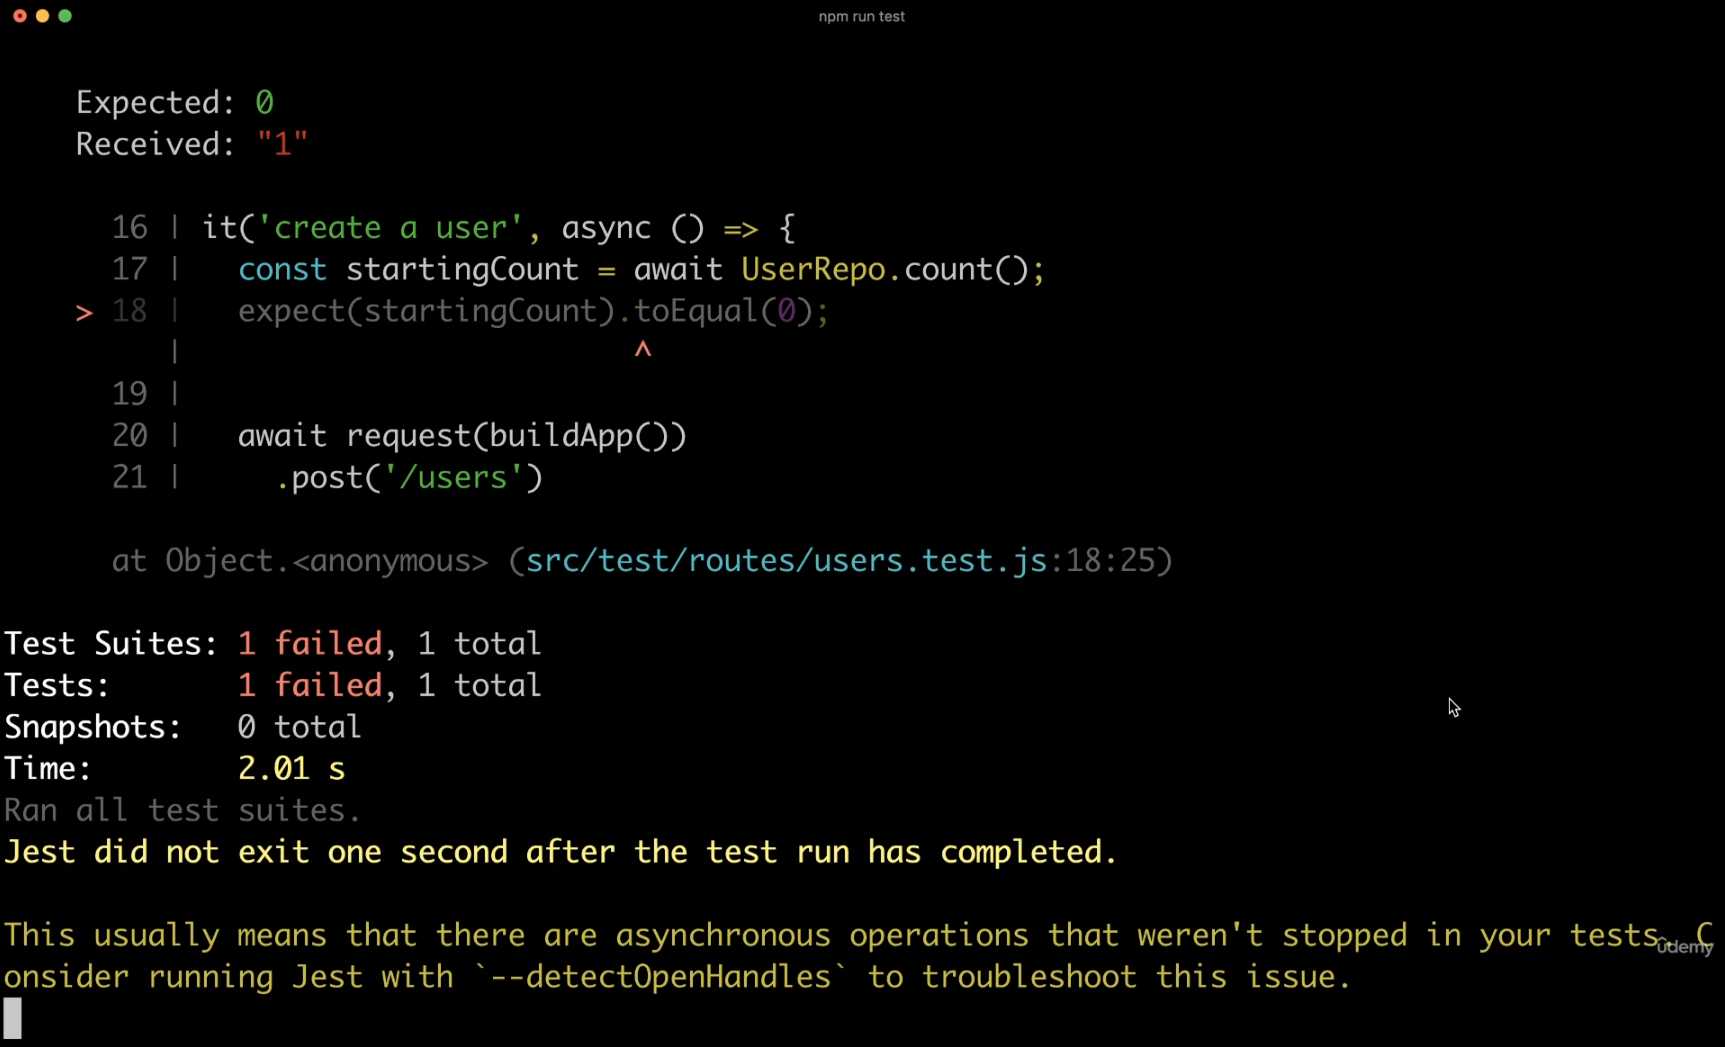 npm run test
Expected: 0
Received: "1"
16 | it('create a user', async () => {
17 |   const startingCount = await UserRepo.count();
> 18 |   expect(startingCount).toEqual(0);
|                          ^
19 |
20 |   await request(buildApp())
21 |     .post('/users')
at Object.<anonymous> (src/test/routes/users.test.js:18:25)
Test Suites: 1 failed, 1 total
Tests:       1 failed, 1 total
Snapshots:   0 total
Time:        2.01 s
Ran all test suites.
Jest did not exit one second after the test run has completed.
This usually means that there are asynchronous operations that weren't stopped in your tests. C
onsider running Jest with `--detectOpenHandles` to troubleshoot this issue.
ûdemy